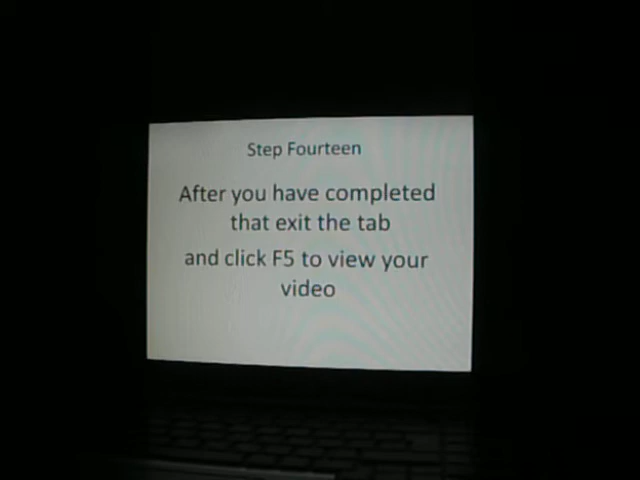 Step Fourteen
After you have completed
that exit the tab
and click F5 to view your
video